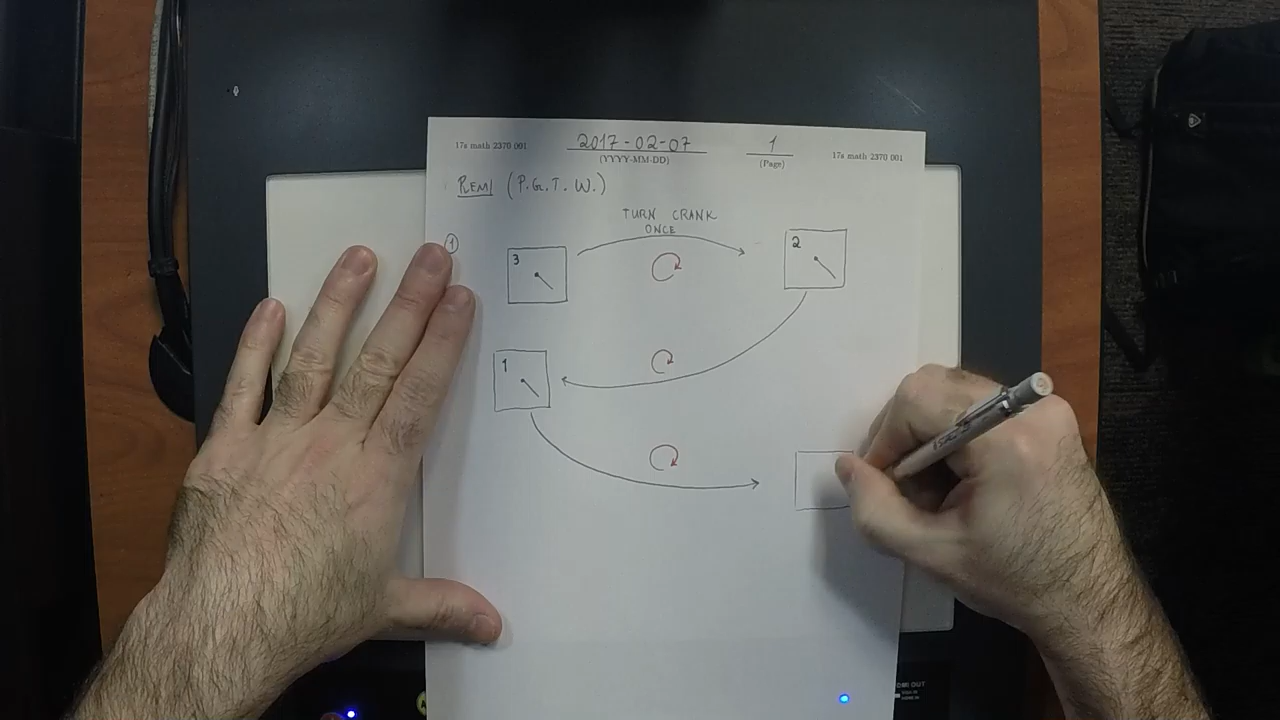 17s math 2370 001 2017-02-07 1 17s math 2370 001
(YYYY-MM-DD) (Page)
REM| (P.G.T.W.)
TURN CRANK
ONCE
1
3
2
1